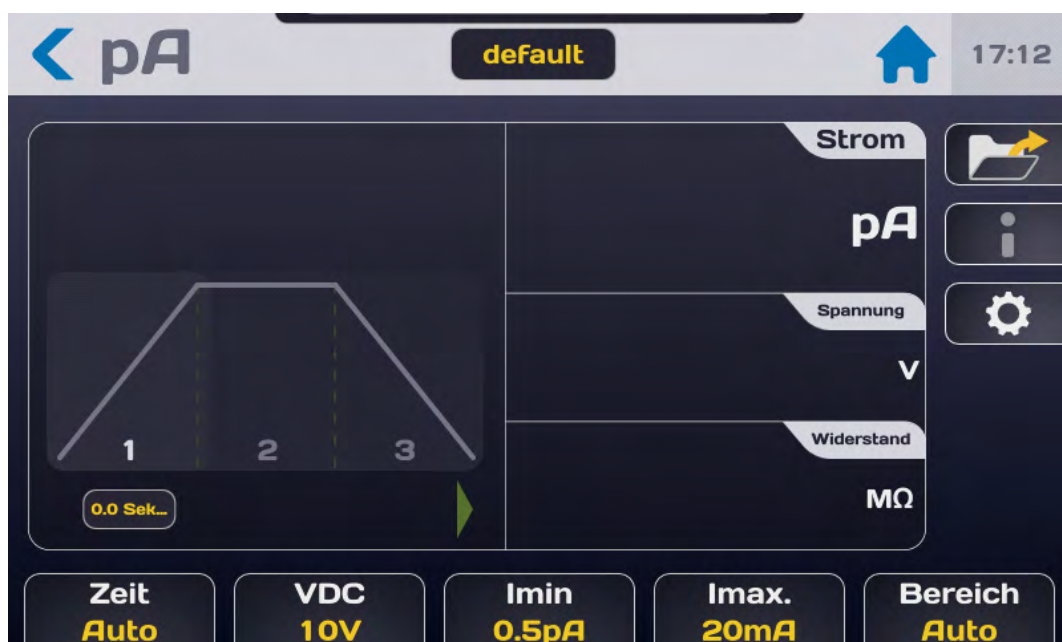 pA
default
17:12
Strom
pA
Spannung
V
Widerstand
MΩ
1 2 3
0.0 Sek...
Zeit
Auto
VDC
10V
Imin
0.5pA
Imax.
20mA
Bereich
Auto